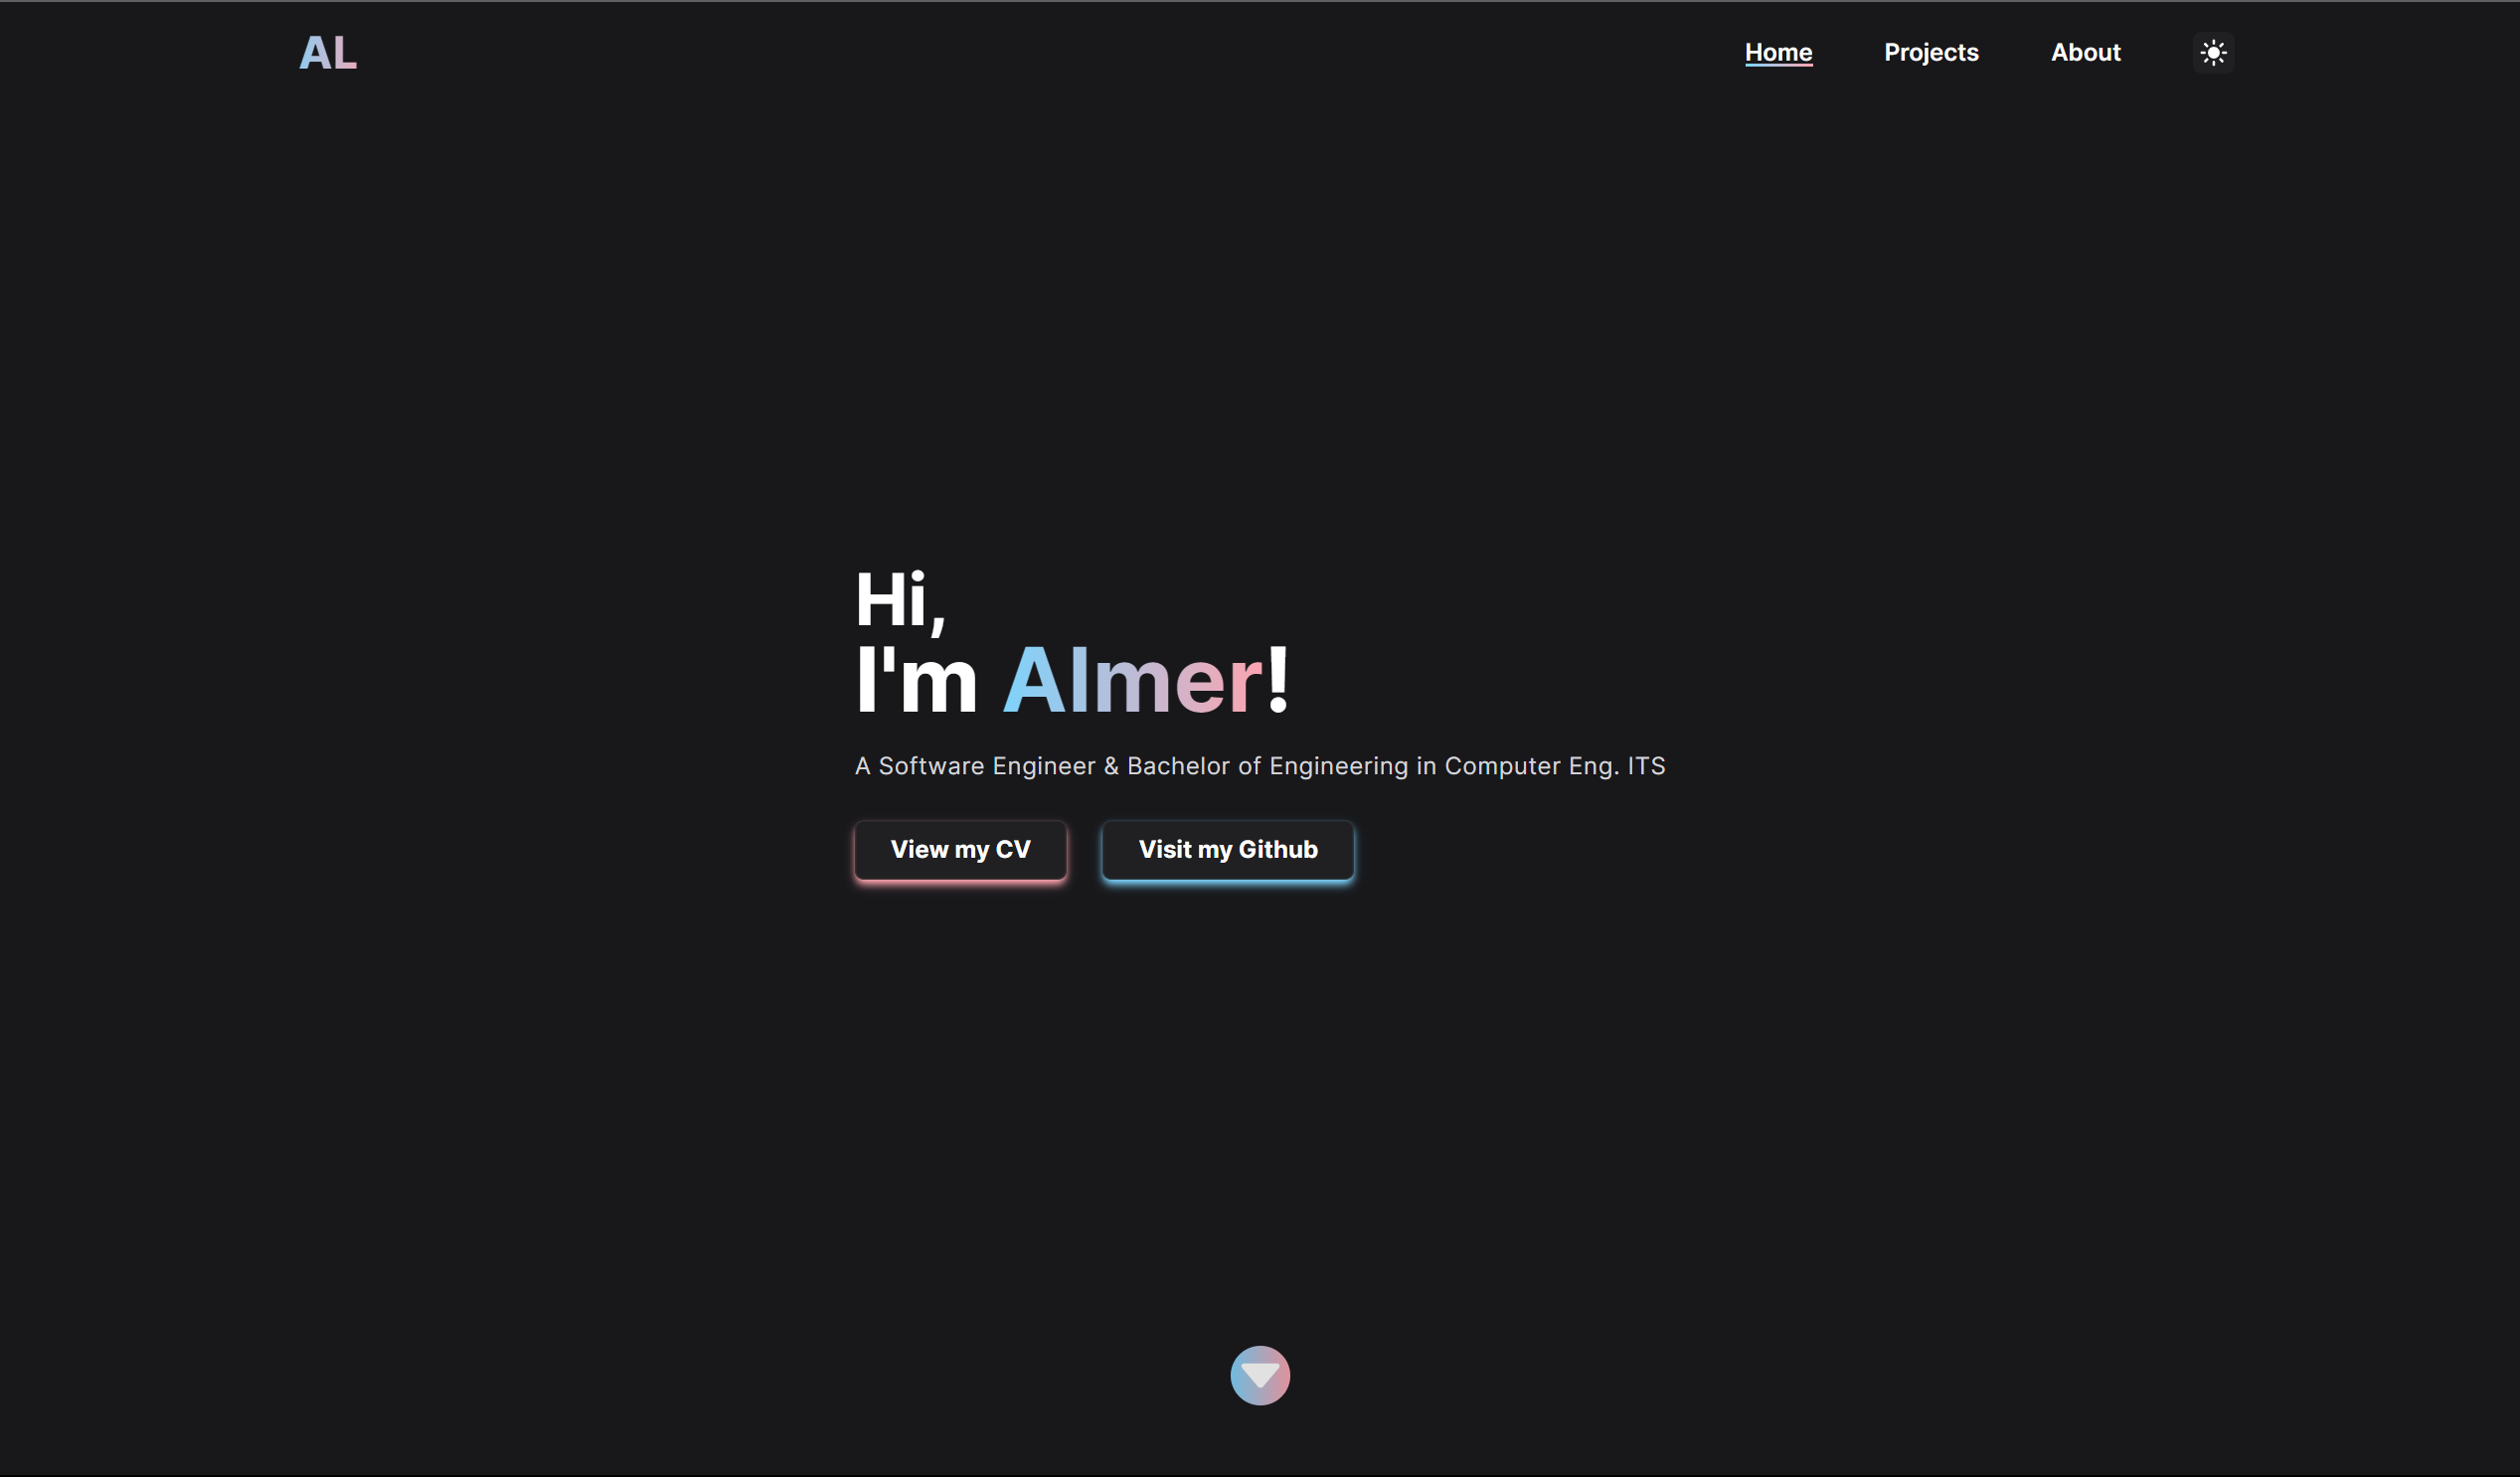 AL
Home
Projects
About
Hi,
I'm Almer!
A Software Engineer & Bachelor of Engineering in Computer Eng. ITS
View my CV
Visit my Github